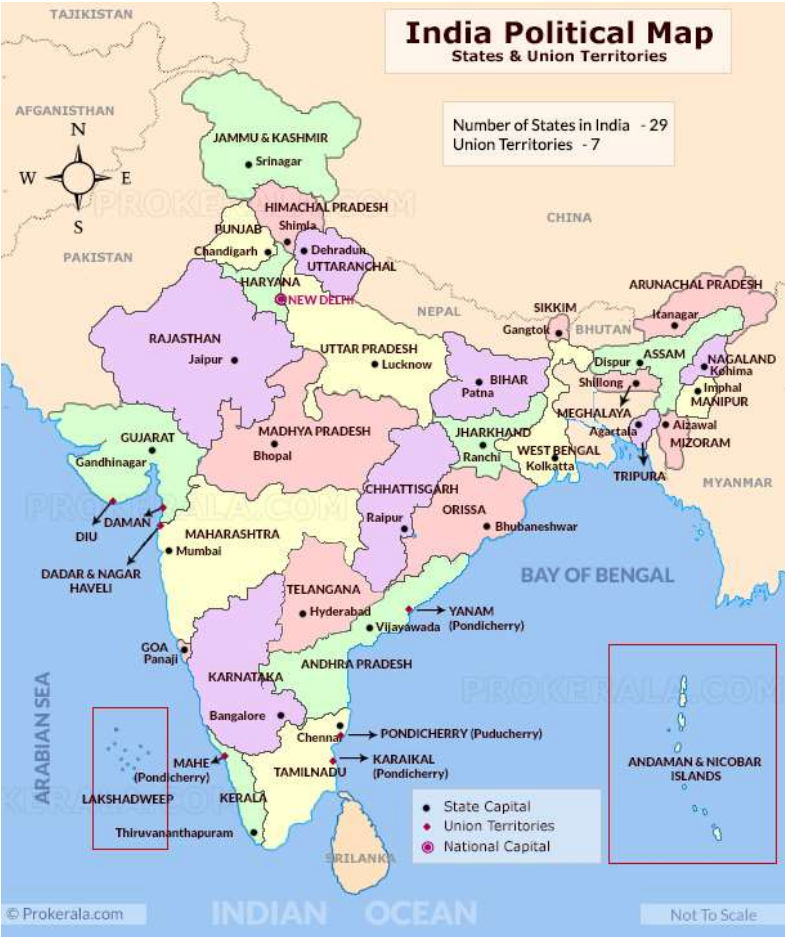 India Political Map
States & Union Territories
Number of States in India - 29
Union Territories - 7
TAJIKISTAN
AFGANISTHAN
N
W
E
S
PAKISTAN
CHINA
NEPAL
BHUTAN
MYANMAR
PROKERALA.COM
JAMMU & KASHMIR
Srinagar
HIMACHAL PRADESH
Shimla
PUNJAB
Chandigarh
Dehradun
UTTARANCHAL
HARYANA
NEW DELHI
RAJASTHAN
Jaipur
UTTAR PRADESH
Lucknow
BIHAR
Patna
SIKKIM
Gangtok
ARUNACHAL PRADESH
Itanagar
Dispur
ASSAM
NAGALAND
Kohima
Shillong
MEGHALAYA
Imphal
MANIPUR
Agartala
Aizawal
MIZORAM
TRIPURA
GUJARAT
Gandhinagar
MADHYA PRADESH
Bhopal
JHARKHAND
Ranchi
WEST BENGAL
Kolkatta
CHHATTISGARH
Raipur
ORISSA
Bhubaneshwar
PROKERALA.COM
DIU
DAMAN
DADAR & NAGAR
HAVELI
MAHARASHTRA
Mumbai
TELANGANA
Hyderabad
YANAM
(Pondicherry)
Vijayawada
BAY OF BENGAL
GOA
Panaji
KARNATAKA
Bangalore
ANDHRA PRADESH
PROKERALA.COM
Chennai
PONDICHERRY (Puducherry)
KARAIKAL
(Pondicherry)
TAMILNADU
MAHE
(Pondicherry)
LAKSHADWEEP
KERALA
Thiruvananthapuram
ARABIAN SEA
ANDAMAN & NICOBAR
ISLANDS
State Capital
Union Territories
National Capital
SRILANKA
INDIAN OCEAN
© Prokerala.com
Not To Scale